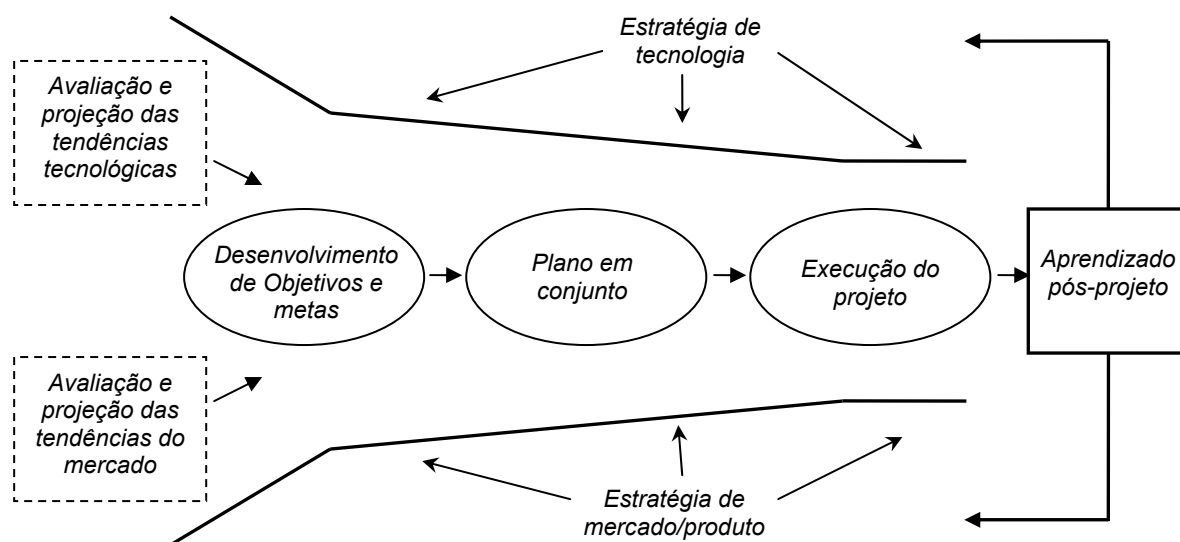 Estratégia de
tecnologia
Avaliação e
projeção das
tendências
tecnológicas
Desenvolvimento
de Objetivos e
metas
Plano em
conjunto
Execução do
projeto
Aprendizado
pós-projeto
Avaliação e
projeção das
tendências do
mercado
Estratégia de
mercado/produto